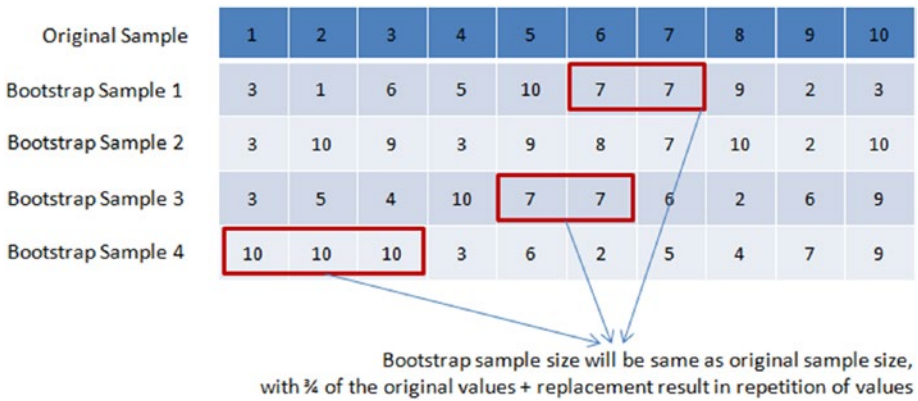 Original Sample 1 2 3 4 5 6 7 8 9 10
Bootstrap Sample 1 3 1 6 5 10 7 7 9 2 3
Bootstrap Sample 2 3 10 9 3 9 8 7 10 2 10
Bootstrap Sample 3 3 5 4 10 7 7 6 2 6 9
Bootstrap Sample 4 10 10 10 3 6 2 5 4 7 9
Bootstrap sample size will be same as original sample size,
with ¾ of the original values + replacement result in repetition of values